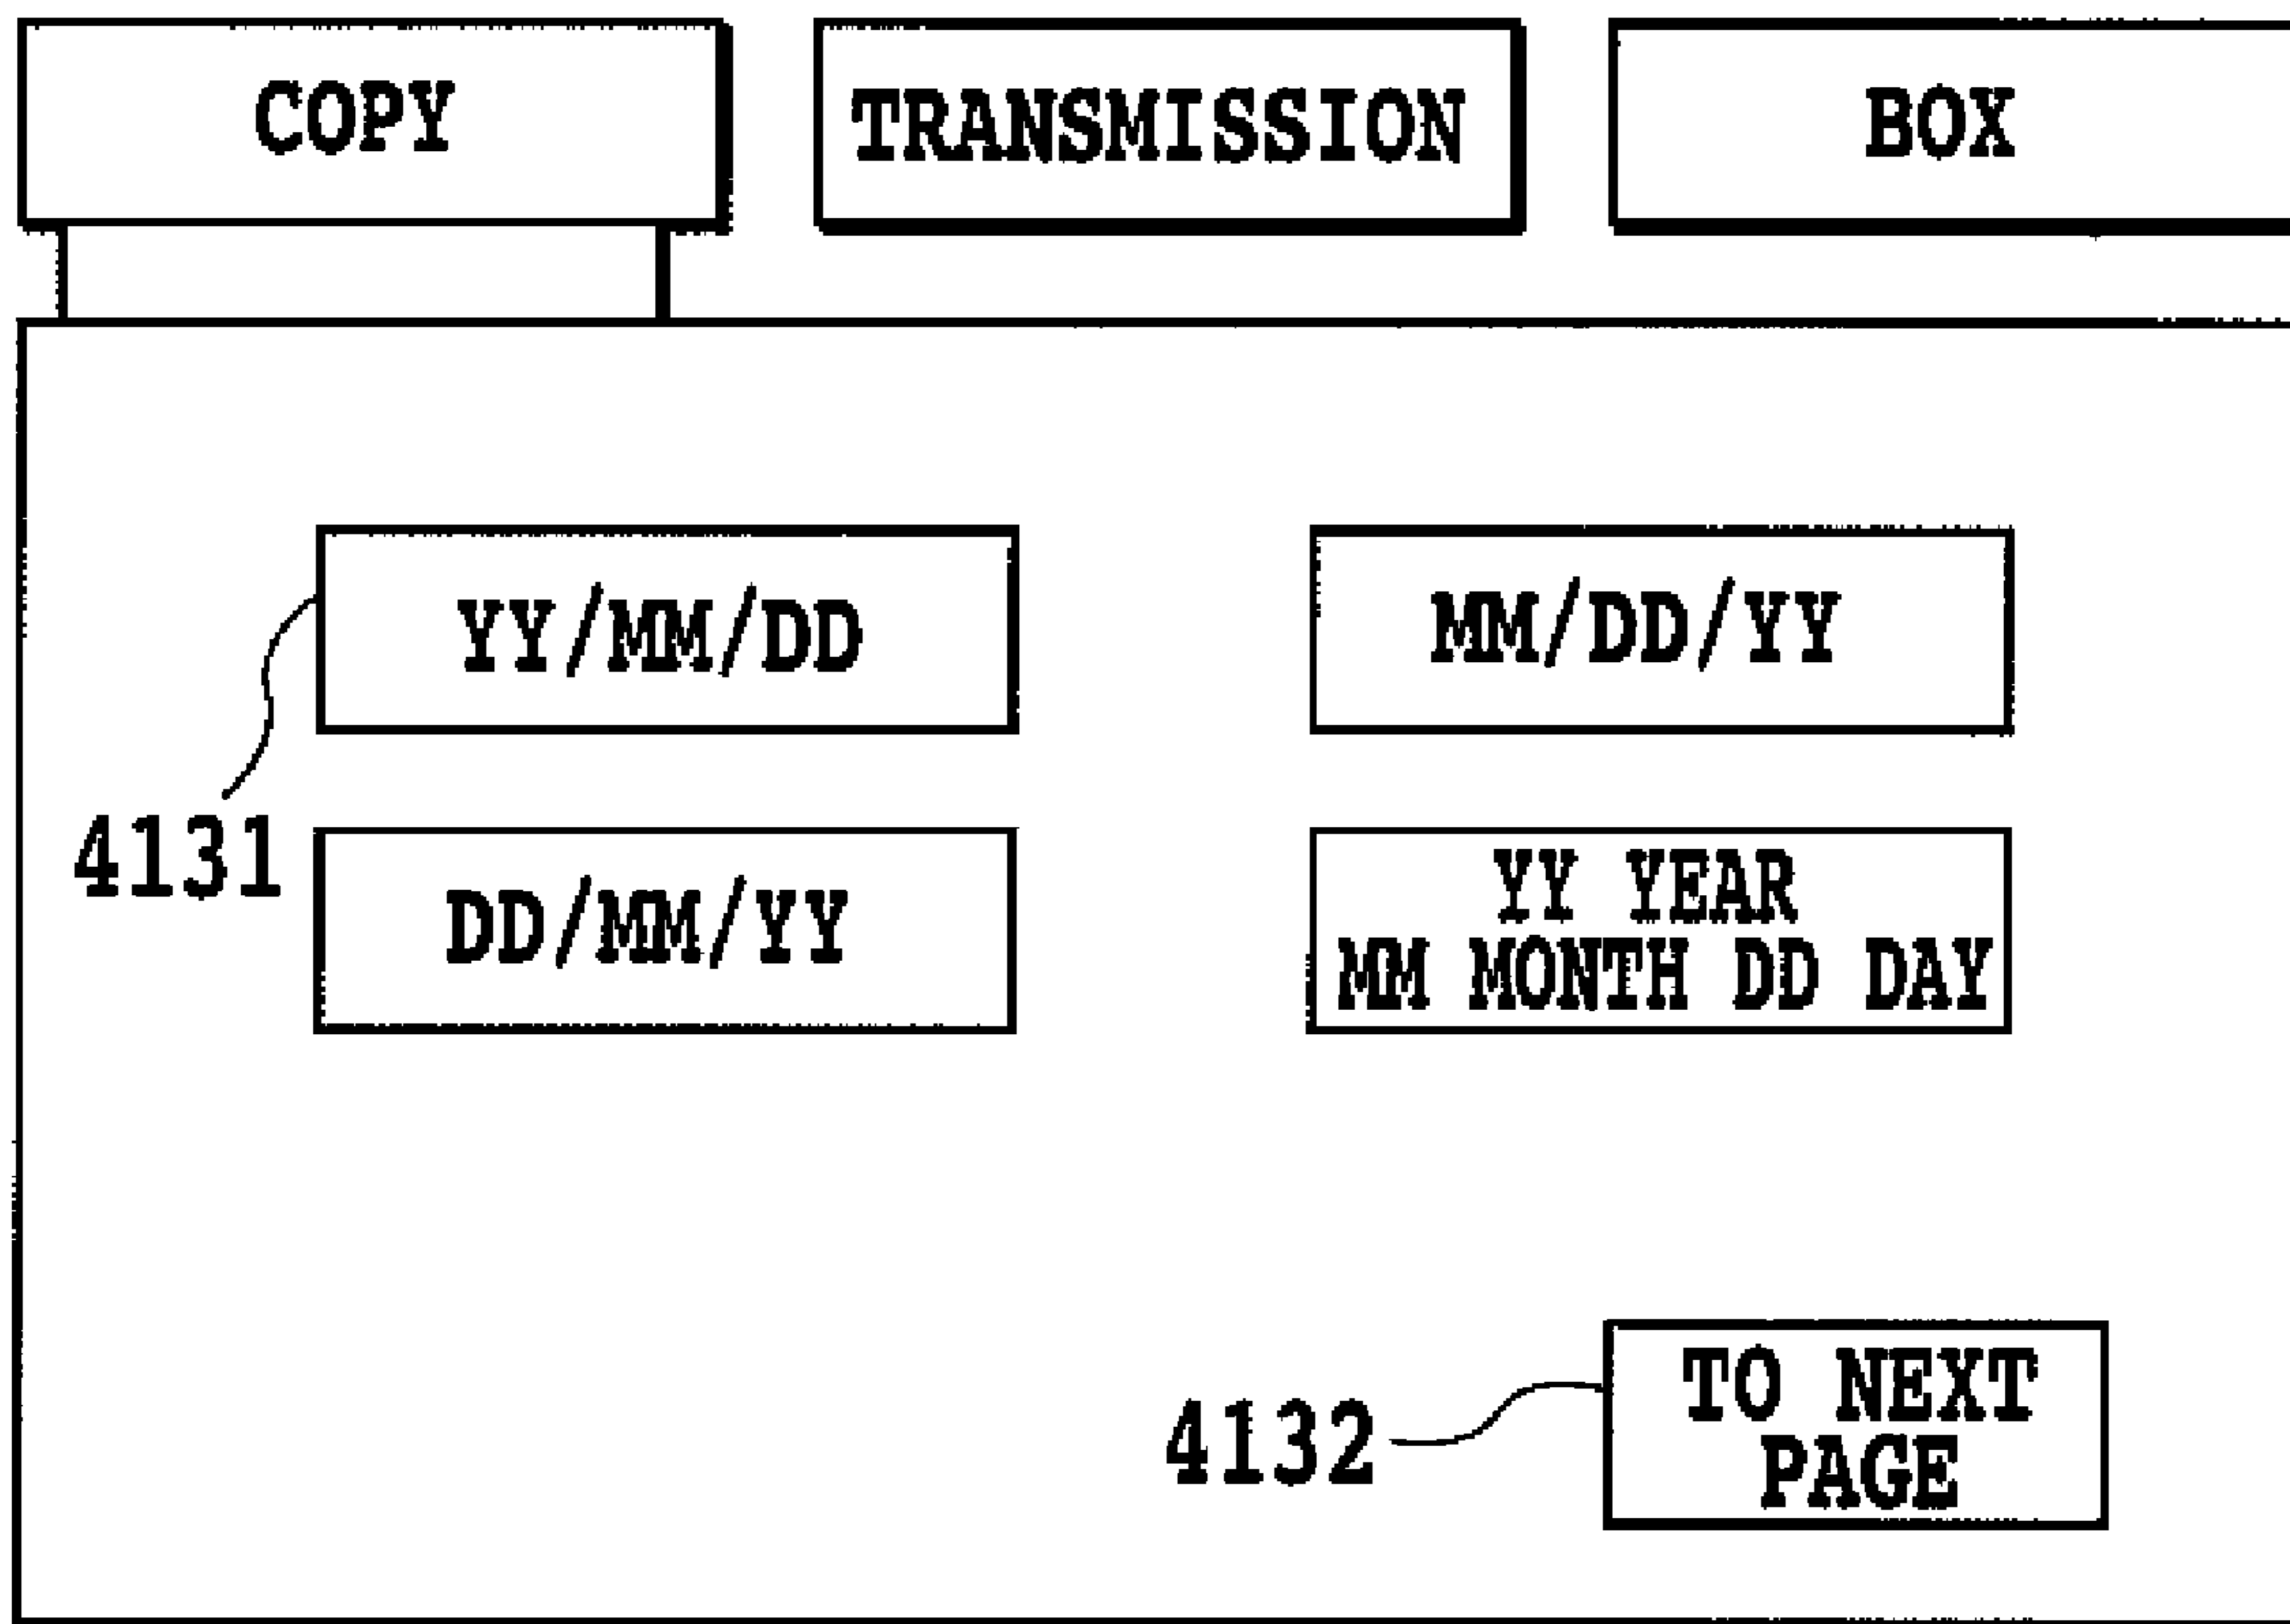 COPY TRANSMISSION BOX
YY/MM/DD MM/DD/YY
4131
DD/MM/YY
YY YEAR
MM MONTH DD DAY
4132
TO NEXT
PAGE